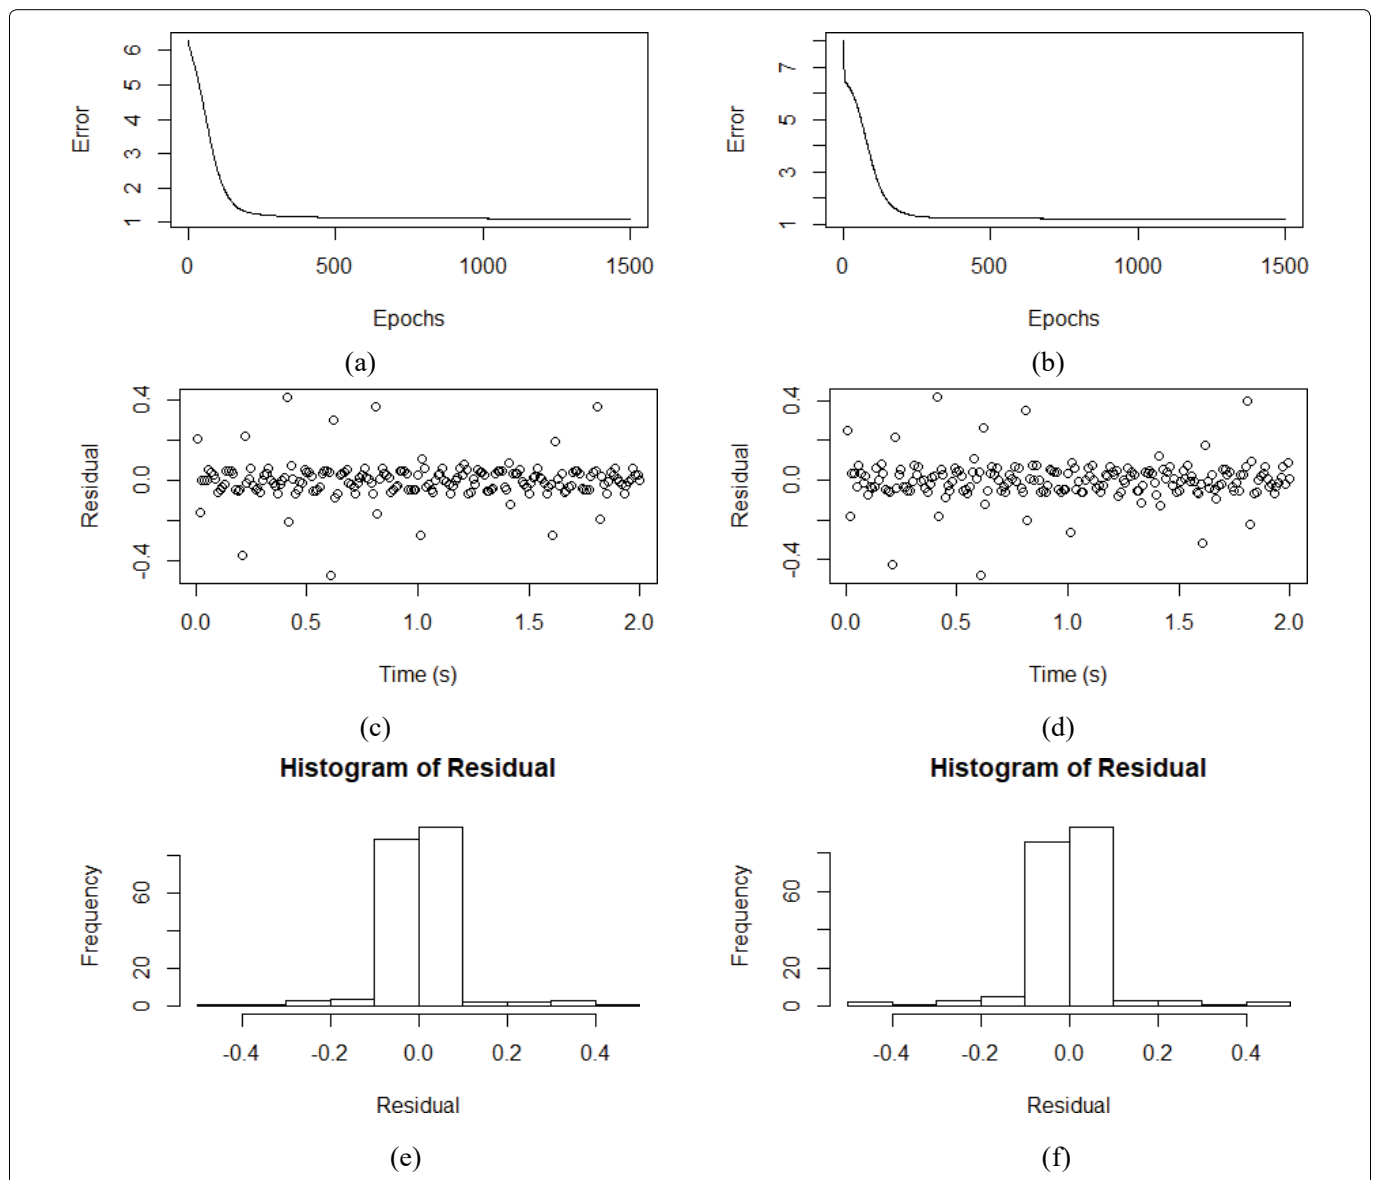 6
5
4
3
2
1
Error
0 500 1000 1500
Epochs
(a)
7
5
3
1
Error
0 500 1000 1500
Epochs
(b)
0.4
0.0
-0.4
Residual
0.0 0.5 1.0 1.5 2.0
Time (s)
(c)
0.4
0.0
-0.4
Residual
0.0 0.5 1.0 1.5 2.0
Time (s)
(d)
Histogram of Residual
60
20
0
Frequency
-0.4 -0.2 0.0 0.2 0.4
Residual
(e)
Histogram of Residual
60
20
0
Frequency
-0.4 -0.2 0.0 0.2 0.4
Residual
(f)